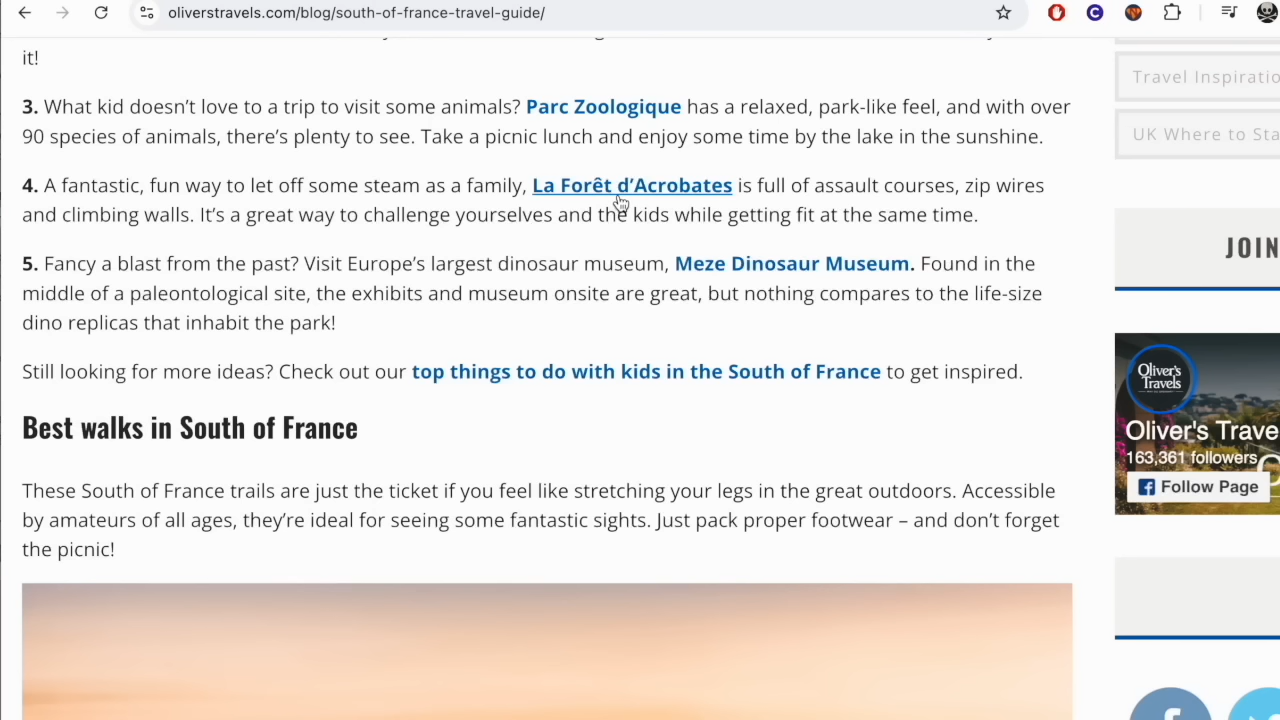 oliverstravels.com/blog/south-of-france-travel-guide/
it!
3. What kid doesn't love to a trip to visit some animals? Parc Zoologique has a relaxed, park-like feel, and with over
90 species of animals, there's plenty to see. Take a picnic lunch and enjoy some time by the lake in the sunshine.
4. A fantastic, fun way to let off some steam as a family, La Forêt d'Acrobates is full of assault courses, zip wires
and climbing walls. It's a great way to challenge yourselves and the kids while getting fit at the same time.
5. Fancy a blast from the past? Visit Europe's largest dinosaur museum, Meze Dinosaur Museum. Found in the
middle of a paleontological site, the exhibits and museum onsite are great, but nothing compares to the life-size
dino replicas that inhabit the park!
Still looking for more ideas? Check out our top things to do with kids in the South of France to get inspired.
Best walks in South of France
These South of France trails are just the ticket if you feel like stretching your legs in the great outdoors. Accessible
by amateurs of all ages, they're ideal for seeing some fantastic sights. Just pack proper footwear – and don't forget
the picnic!
Travel Inspiratio
UK Where to Sta
JOIN
Oliver's
Travels
Oliver's Trave
163,361 followers
Follow Page